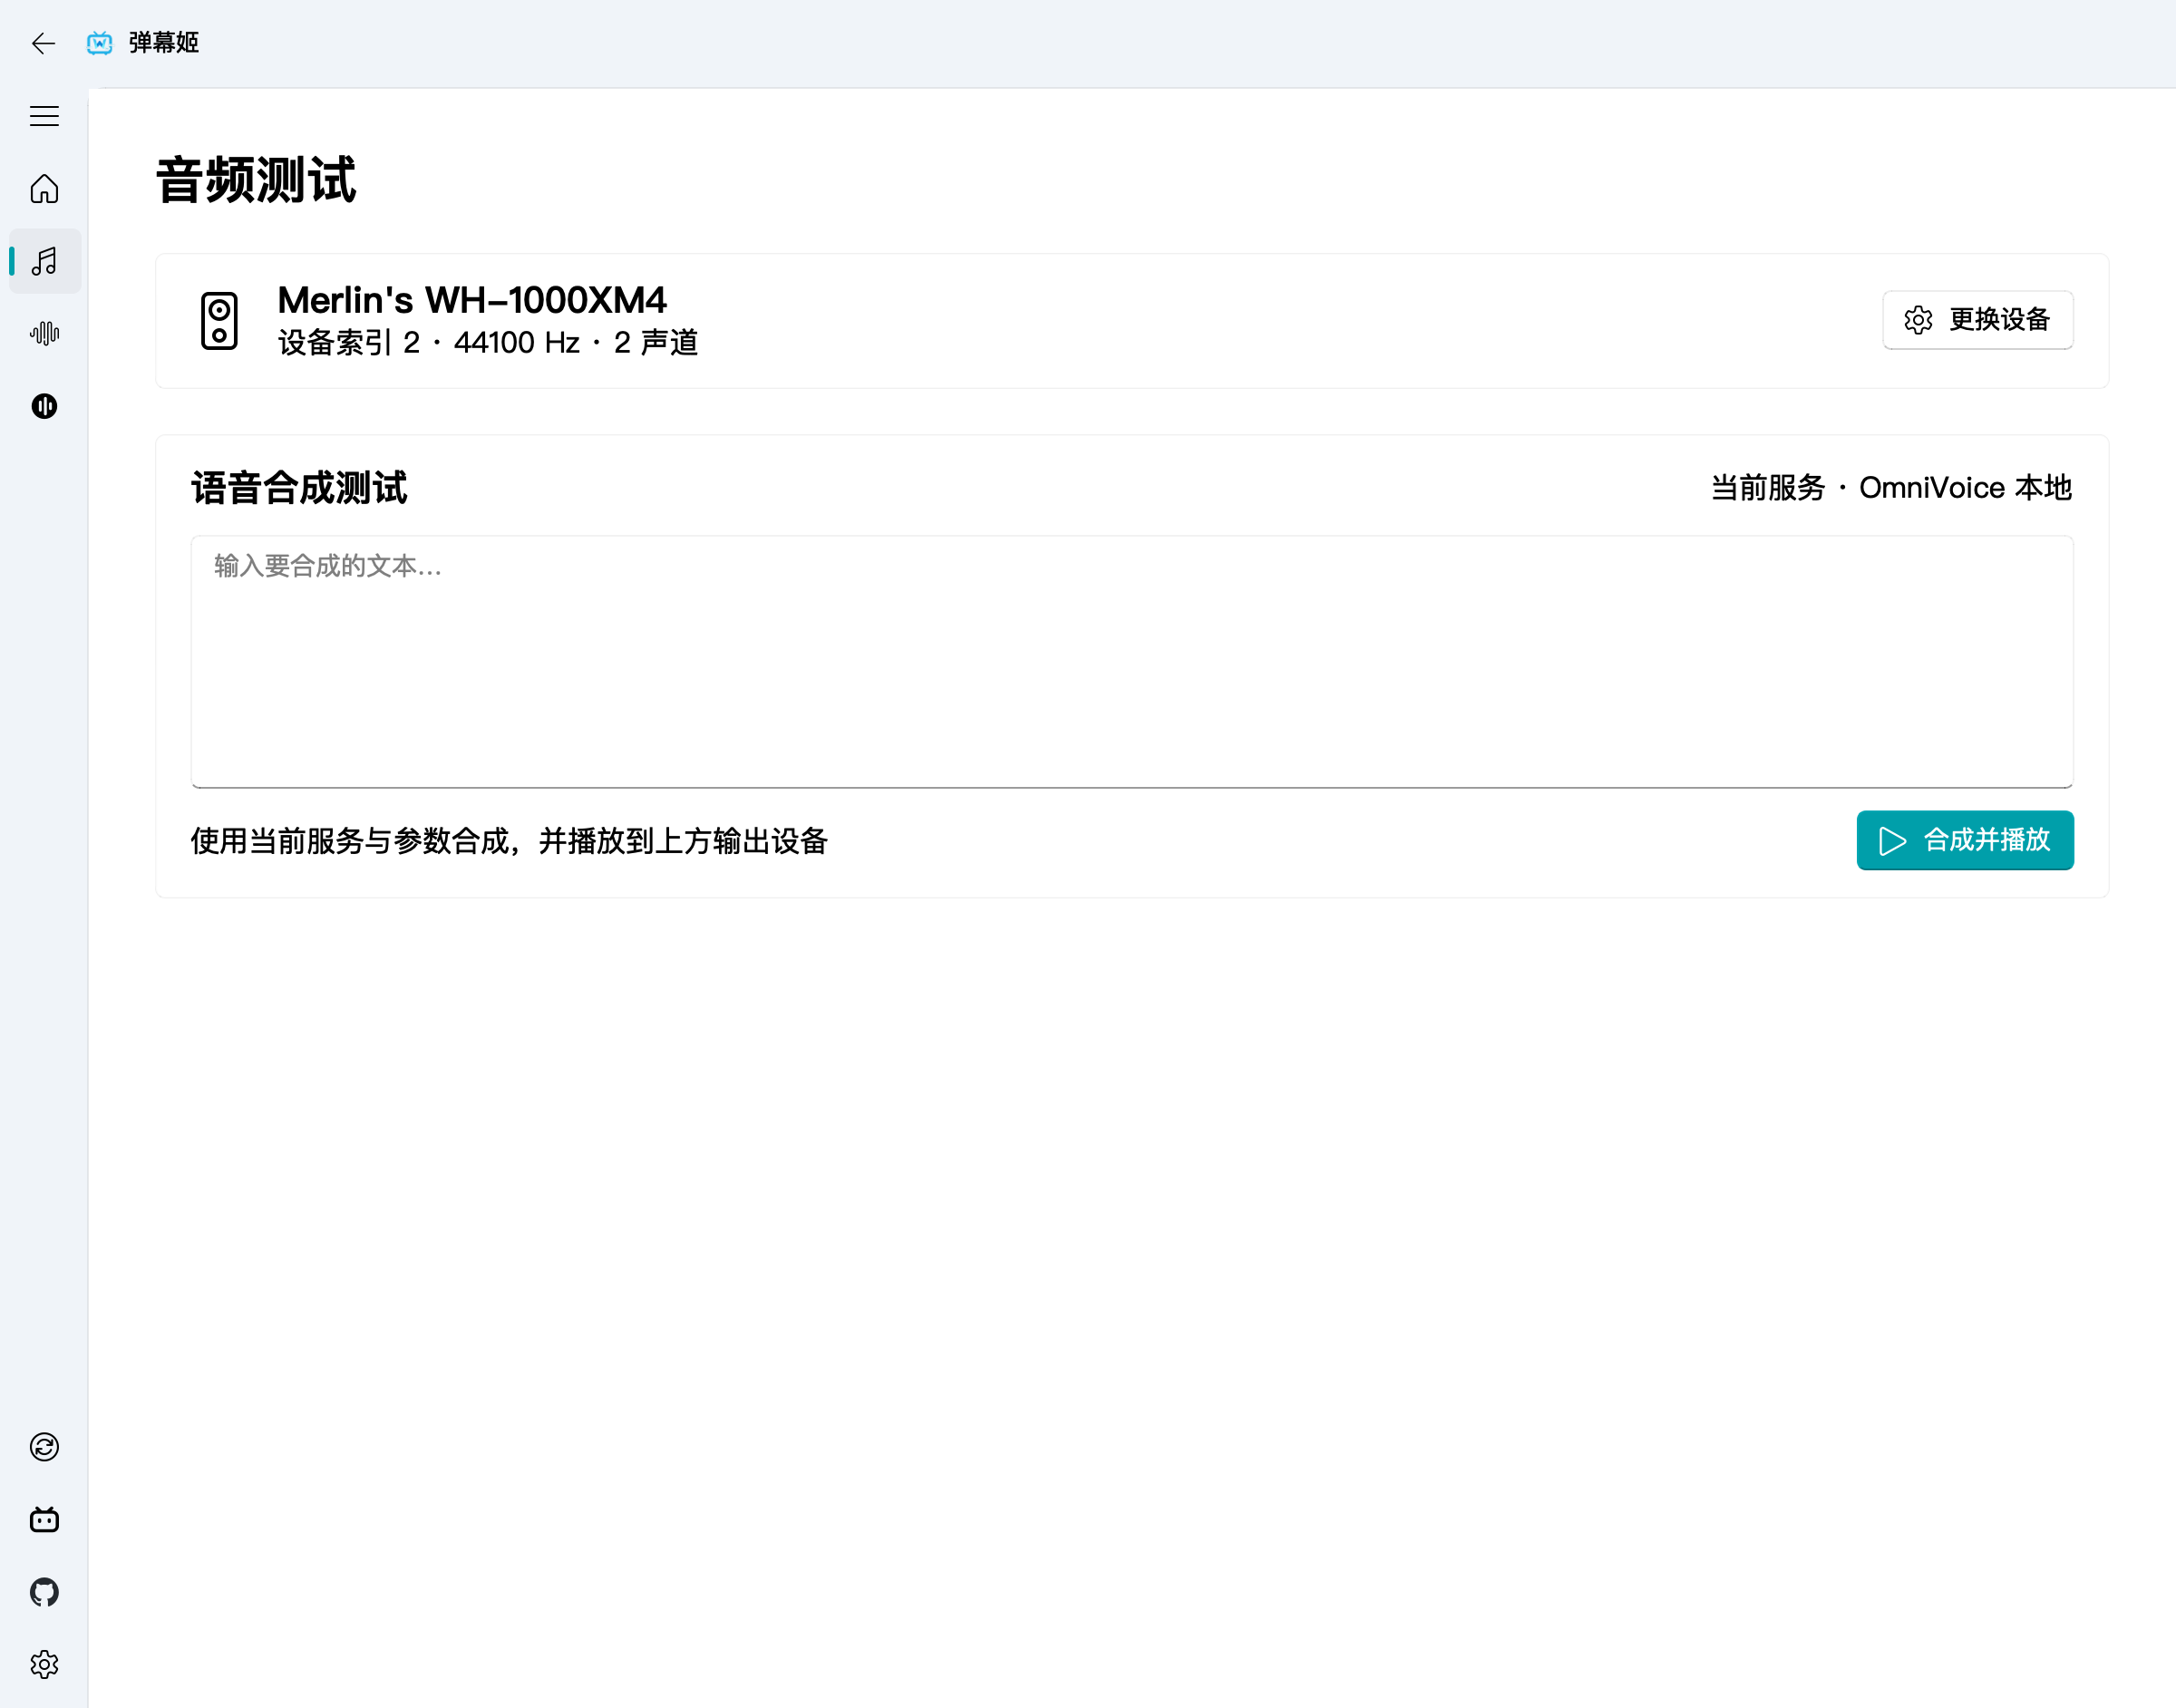 弹幕姬
音频测试
Merlin's WH-1000XM4
设备索引 2 · 44100 Hz · 2 声道
更换设备
语音合成测试
当前服务 · OmniVoice 本地
输入要合成的文本...
使用当前服务与参数合成，并播放到上方输出设备
合成并播放